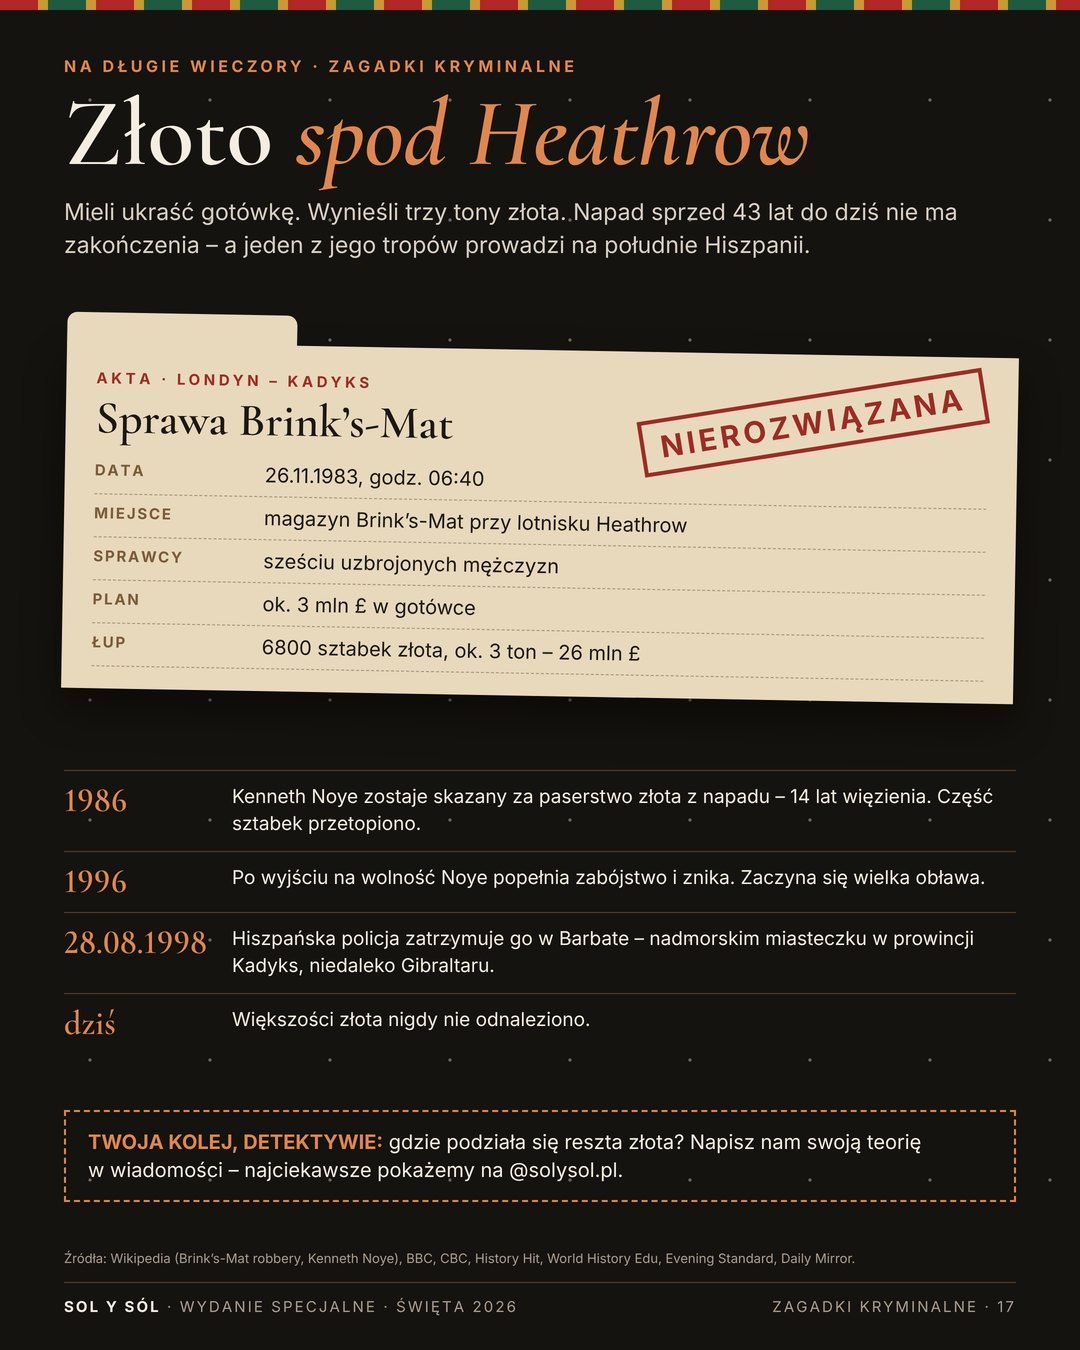 NA DŁUGIE WIECZORY · ZAGADKI KRYMINALNE
Złoto spod Heathrow
Mieli ukraść gotówkę. Wynieśli trzy tony złota. Napad sprzed 43 lat do dziś nie ma
zakończenia – a jeden z jego tropów prowadzi na południe Hiszpanii.
AKTA · LONDYN – KADYKS
Sprawa Brink’s-Mat
NIEROZWIĄZANA
DATA 26.11.1983, godz. 06:40
MIEJSCE magazyn Brink’s-Mat przy lotnisku Heathrow
SPRAWCY sześciu uzbrojonych mężczyzn
PLAN ok. 3 mln £ w gotówce
ŁUP 6800 sztabek złota, ok. 3 ton – 26 mln £
1986 Kenneth Noye zostaje skazany za paserstwo złota z napadu – 14 lat więzienia. Część
sztabek przetopiono.
1996 Po wyjściu na wolność Noye popełnia zabójstwo i znika. Zaczyna się wielka obława.
28.08.1998 Hiszpańska policja zatrzymuje go w Barbate – nadmorskim miasteczku w prowincji
Kadyks, niedaleko Gibraltaru.
dziś Większości złota nigdy nie odnaleziono.
TWOJA KOLEJ, DETEKTYWIE: gdzie podziała się reszta złota? Napisz nam swoją teorię
w wiadomości – najciekawsze pokażemy na @solysol.pl.
Źródła: Wikipedia (Brink’s-Mat robbery, Kenneth Noye), BBC, CBC, History Hit, World History Edu, Evening Standard, Daily Mirror.
SOL Y SÓL · WYDANIE SPECJALNE · ŚWIĘTA 2026
ZAGADKI KRYMINALNE · 17